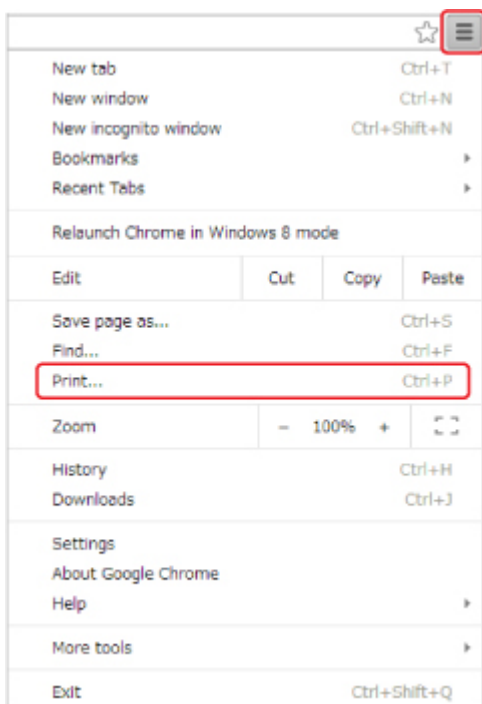 New tab Ctrl+T
New window Ctrl+N
New incognito window Ctrl+Shift+N
Bookmarks
Recent Tabs
Relaunch Chrome in Windows 8 mode
Edit Cut Copy Paste
Save page as... Ctrl+S
Find... Ctrl+F
Print... Ctrl+P
Zoom − 100% +
History Ctrl+H
Downloads Ctrl+J
Settings
About Google Chrome
Help
More tools
Exit Ctrl+Shift+Q